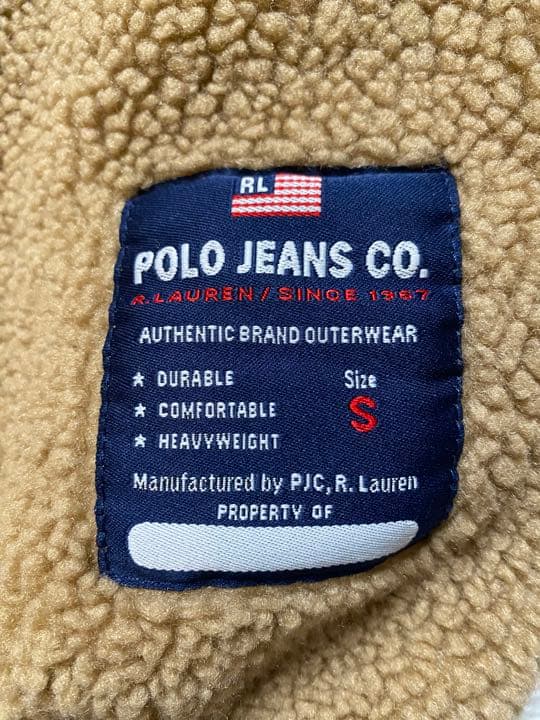 RL
POLO JEANS CO.
R.LAUREN / SINCE 1967
AUTHENTIC BRAND OUTERWEAR
★ DURABLE
★ COMFORTABLE
★ HEAVYWEIGHT
Size
S
Manufactured by PJC, R. Lauren
PROPERTY OF